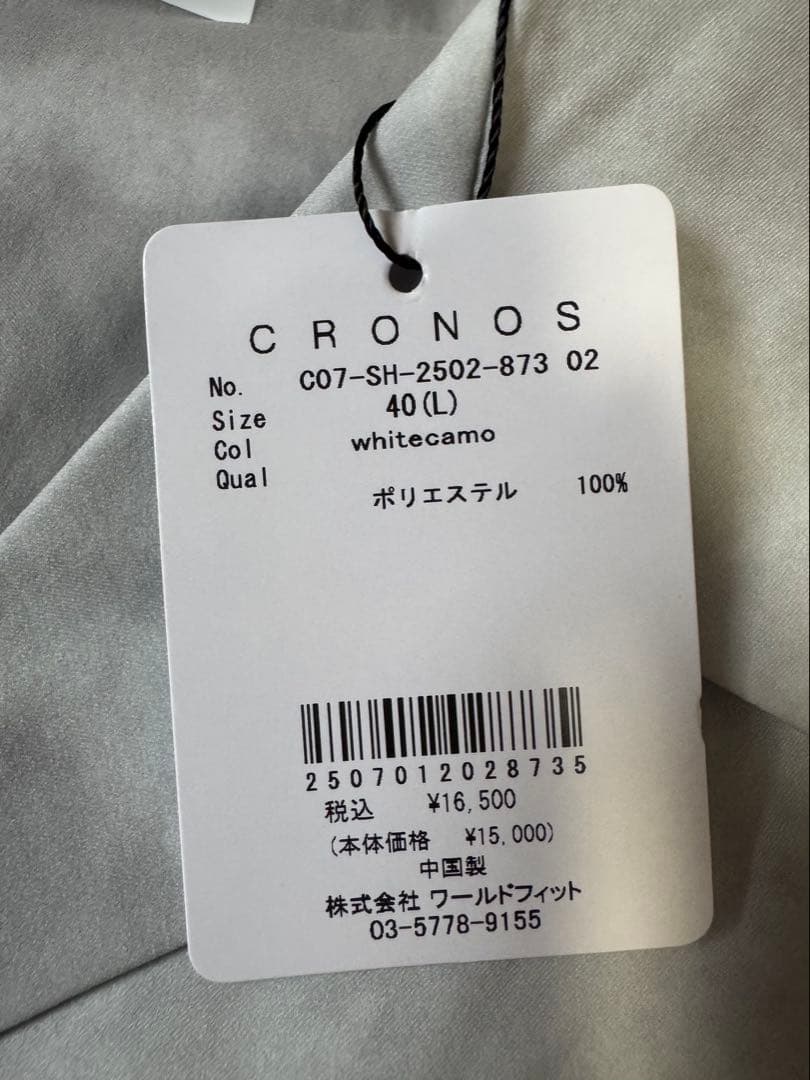 CRONOS
No. C07-SH-2502-873 02
Size 40(L)
Col whitecamo
Qual
ポリエステル 100%
2507012028735
税込 ¥16,500
(本体価格 ¥15,000)
中国製
株式会社 ワールドフィット
03-5778-9155